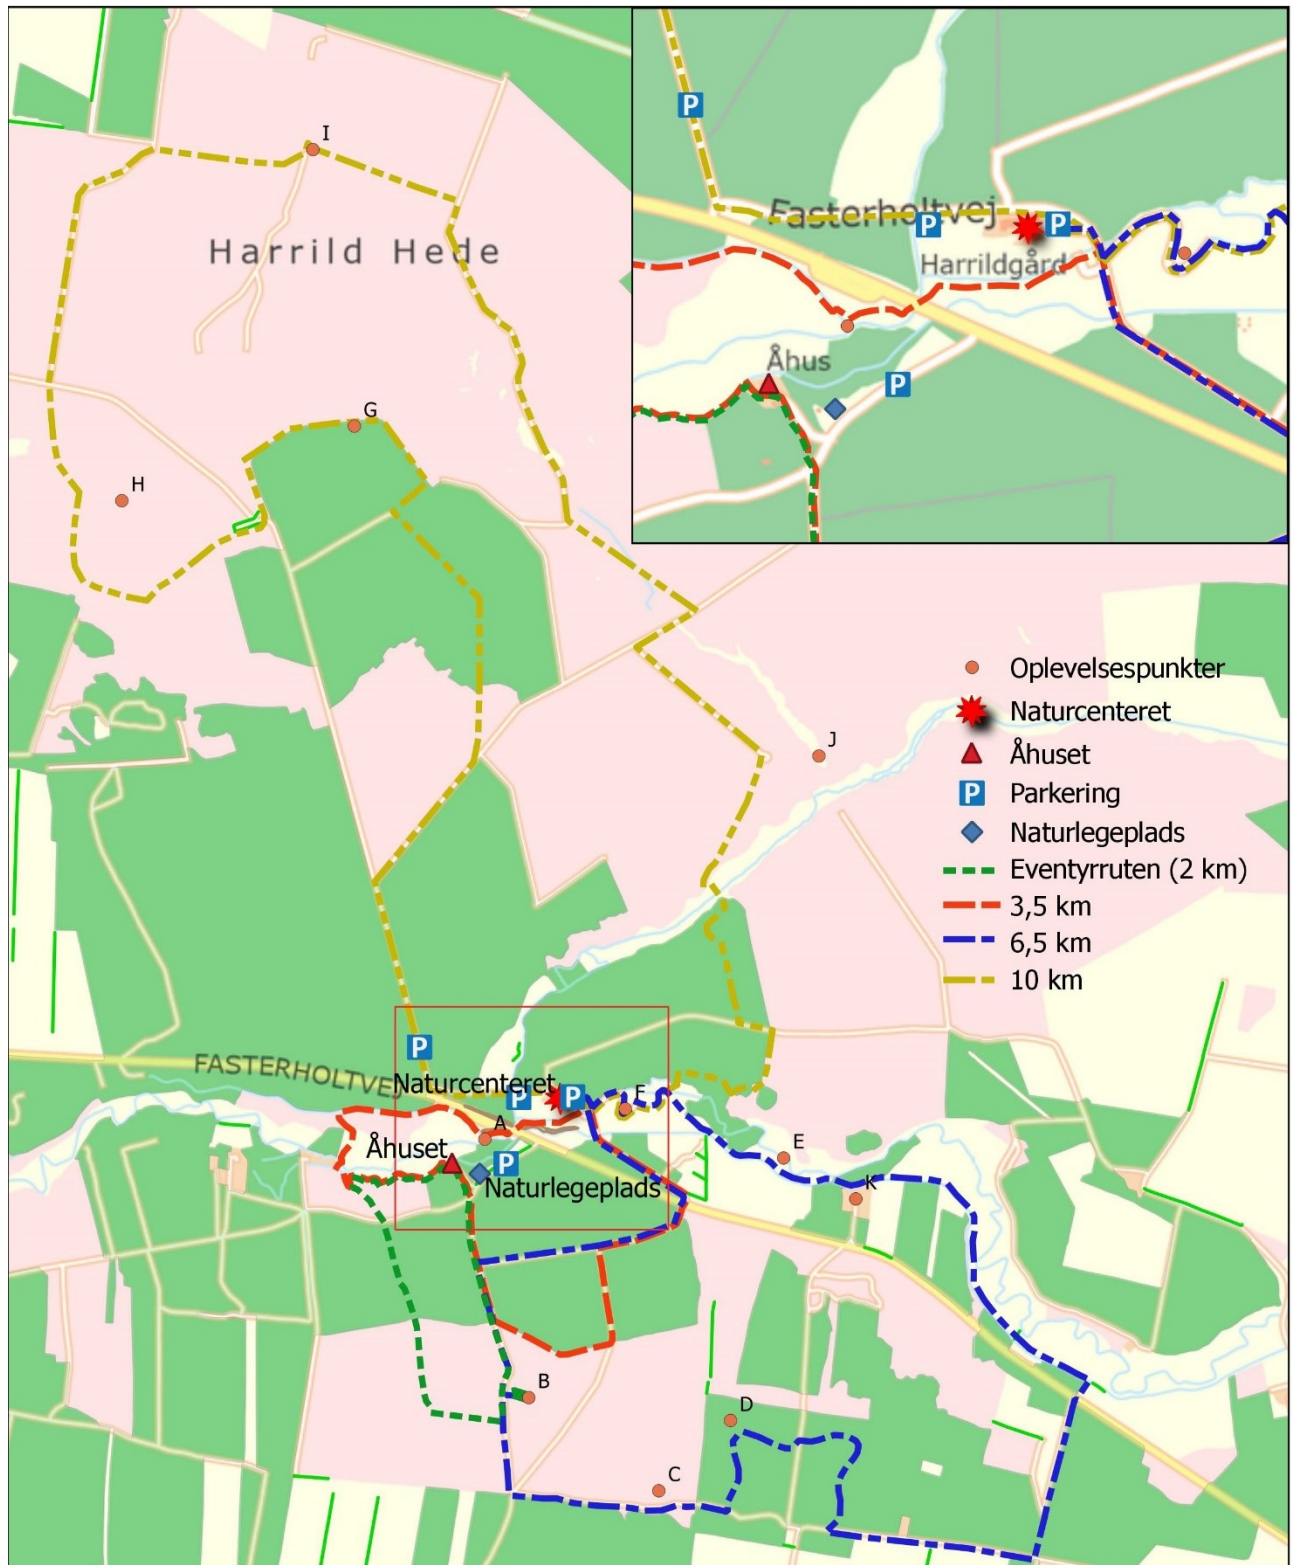 I
Harrild Hede
G
H
P
Fasterholtvej
P
P
Harrildgård
Åhus
P
J
Oplevelsespunkter
Naturcenteret
Åhuset
P Parkering
Naturlegeplads
Eventyrruten (2 km)
3,5 km
6,5 km
10 km
P
FASTERHOLTVEJ
Naturcenteret
P
P
F
A
Åhuset
P
Naturlegeplads
E
K
B
D
C